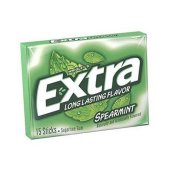 Extra
LONG LASTING FLAVOR
SPEARMINT
15 Sticks • Sugarfree Gum